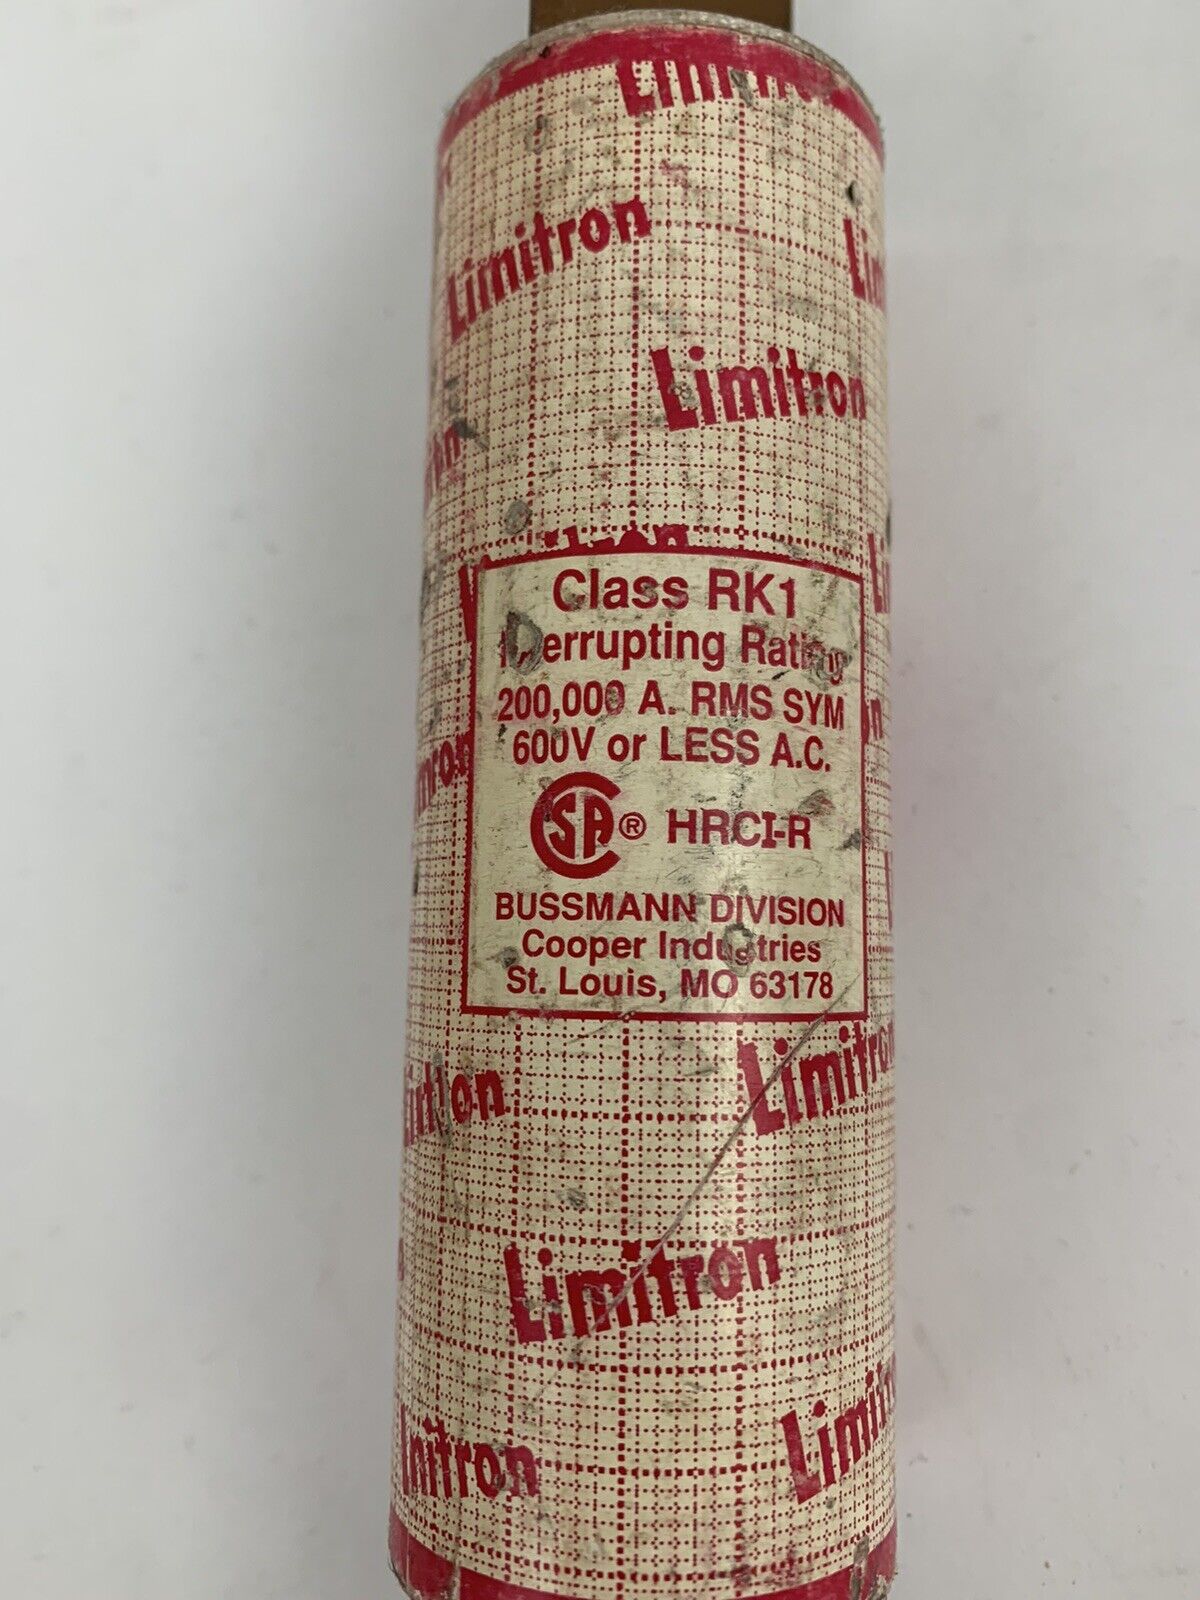 Limitron
Limitron
Class RK1
Interrupting Rating
200,000 A. RMS SYM
600V or LESS A.C.
CSA ® HRCI-R
BUSSMANN DIVISION
Cooper Industries
St. Louis, MO 63178
Limitron
Limitron